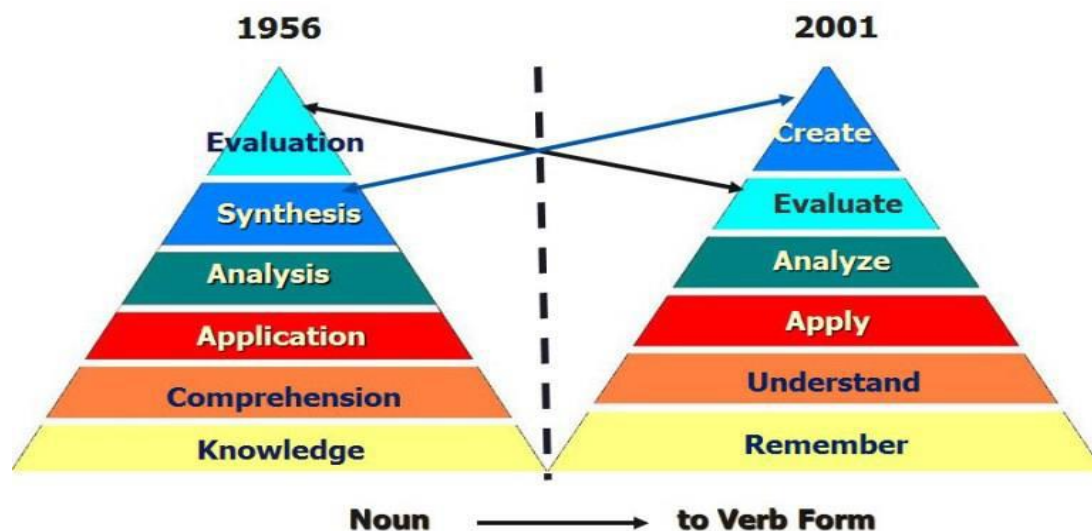 1956
Evaluation
Synthesis
Analysis
Application
Comprehension
Knowledge
2001
Create
Evaluate
Analyze
Apply
Understand
Remember
Noun to Verb Form